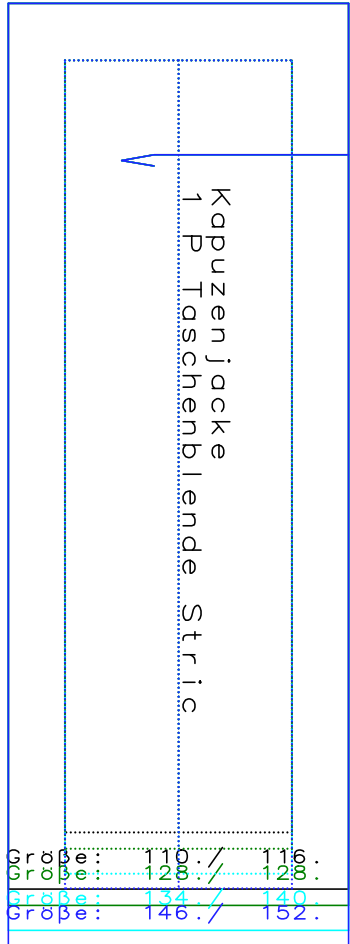 Kapuzenjacke
1 P Taschenblende Stric
Größe: 110./ 116.
Größe: 128./ 128.
Größe: 134./ 140.
Größe: 146./ 152.